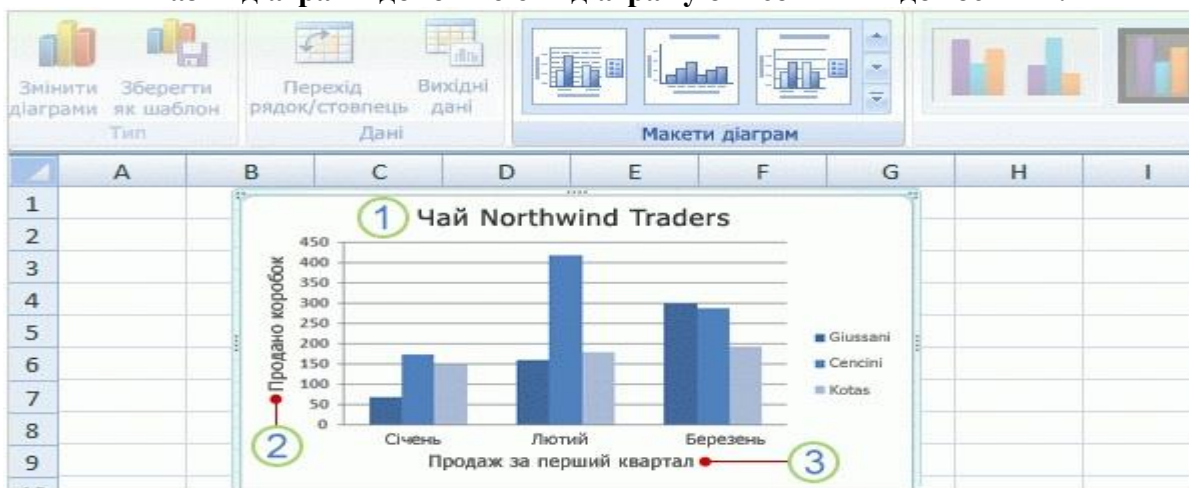 Змінити Зберегти
діаграми як шаблон
Тип
Перехід
рядок/стовпець
Вихідні
дані
Дані
Макети діаграм
A B C D E F G H I
1
2
3
4
5
6
7
8
9
1 Чай Northwind Traders
450
400
350
300
250
200
150
100
50
0
Продано коробок
2
Січень Лютий Березень
Продаж за перший квартал
3
Giussani
Cencini
Kotas